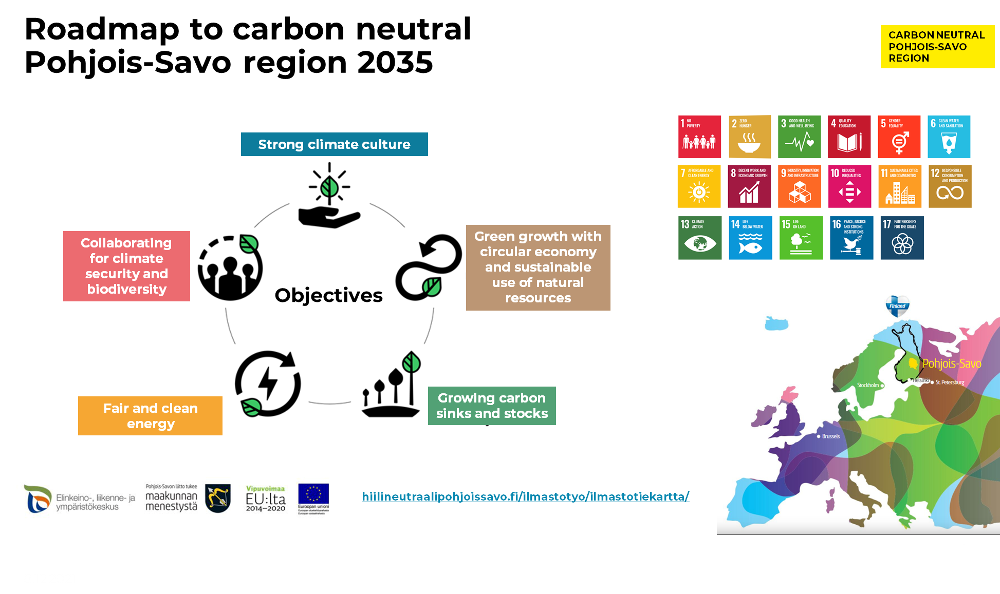 Roadmap to carbon neutral
Pohjois-Savo region 2035
CARBON NEUTRAL
POHJOIS-SAVO
REGION
Strong climate culture
Collaborating
for climate
security and
biodiversity
Objectives
Green growth with
circular economy
and sustainable
use of natural
resources
Fair and clean
energy
Growing carbon
sinks and stocks
1 NO
POVERTY
2 ZERO
HUNGER
3 GOOD HEALTH
AND WELL-BEING
4 QUALITY
EDUCATION
5 GENDER
EQUALITY
6 CLEAN WATER
AND SANITATION
7 AFFORDABLE AND
CLEAN ENERGY
8 DECENT WORK AND
ECONOMIC GROWTH
9 INDUSTRY, INNOVATION
AND INFRASTRUCTURE
10 REDUCED
INEQUALITIES
11 SUSTAINABLE CITIES
AND COMMUNITIES
12 RESPONSIBLE
CONSUMPTION
AND PRODUCTION
13 CLIMATE
ACTION
14 LIFE
BELOW WATER
15 LIFE
ON LAND
16 PEACE, JUSTICE
AND STRONG
INSTITUTIONS
17 PARTNERSHIPS
FOR THE GOALS
Finland
Pohjois-Savo
Stockholm
Helsinki
St. Petersburg
Brussels
Elinkeino-, liikenne- ja
ympäristökeskus
Pohjois-Savon liitto tukee
maakunnan
menestystä
Vipuvoimaa
EU:lta
2014–2020
Euroopan unioni
Euroopan aluekehitysrahasto
Euroopan sosiaalirahasto
hiilineutraalipohjoissavo.fi/ilmastotyo/ilmastotiekartta/